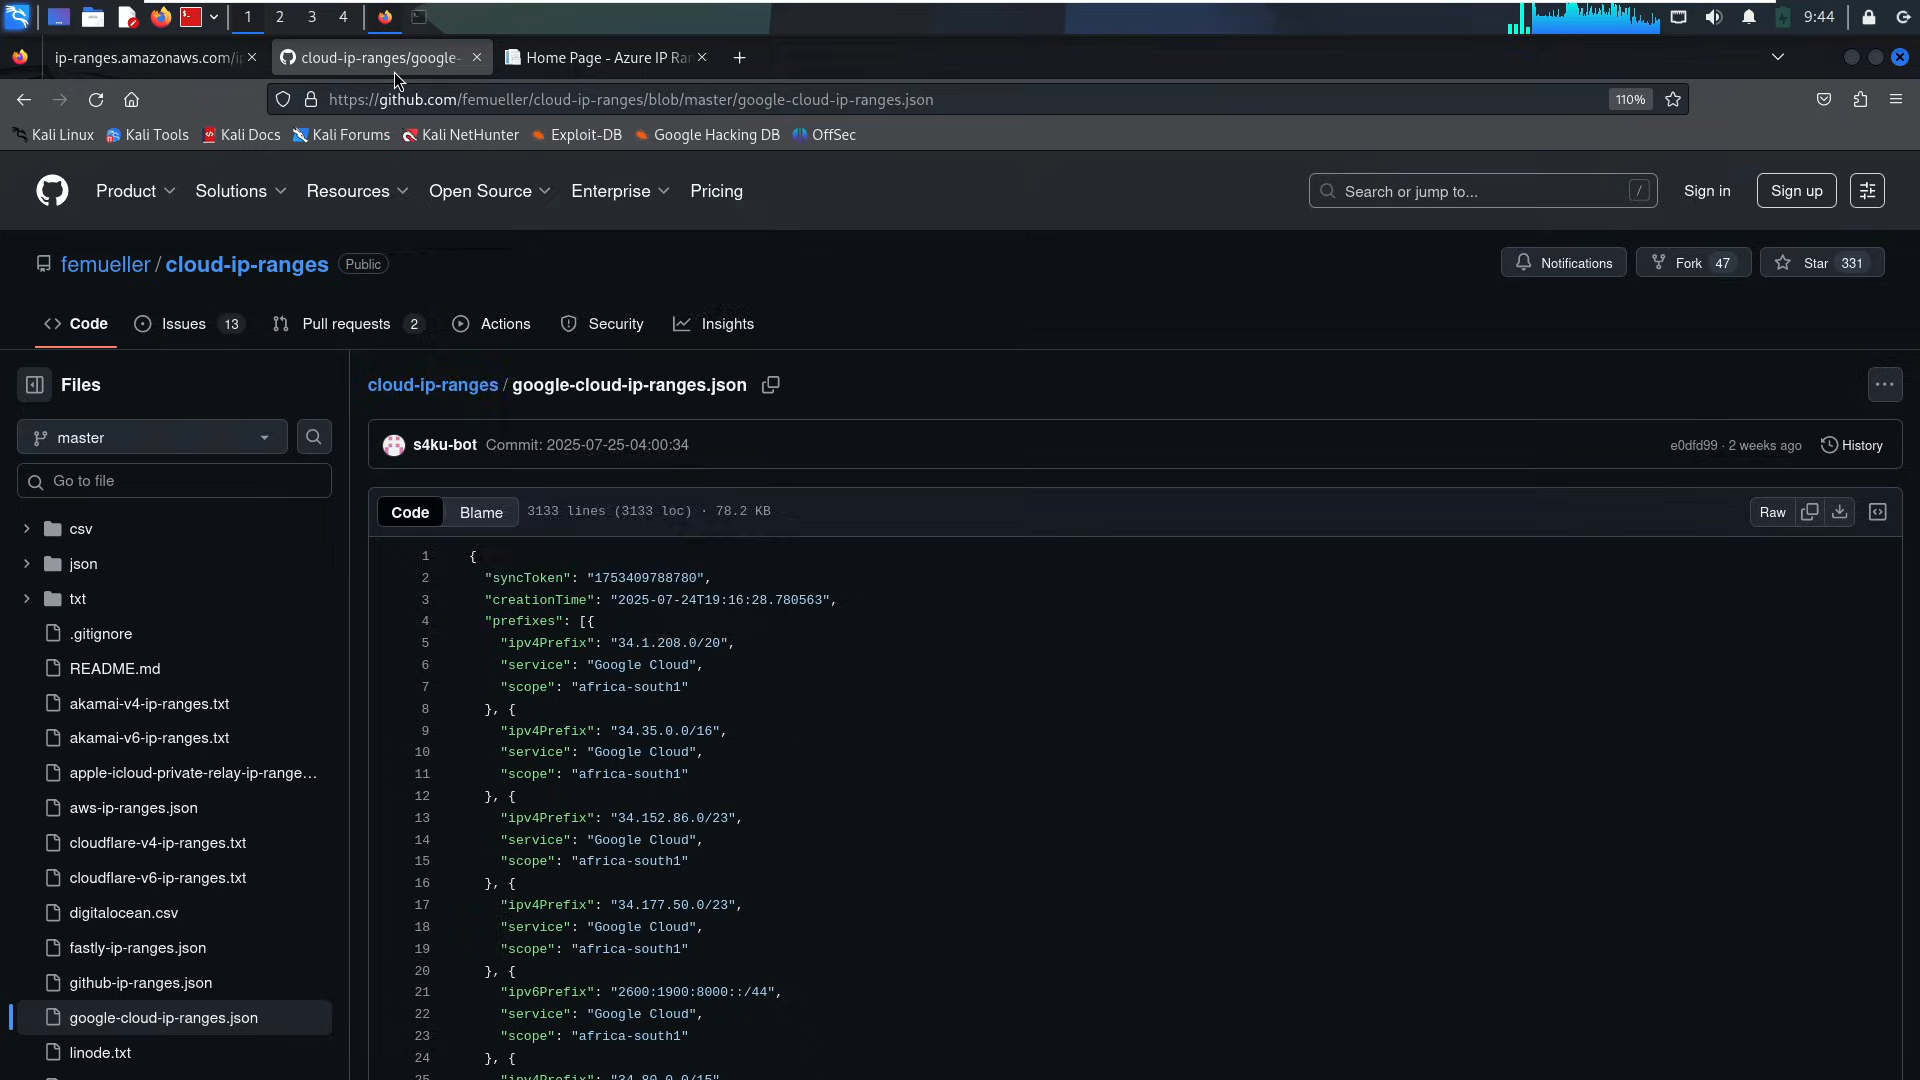 1 2 3 4 9:44
ip-ranges.amazonaws.com/i cloud-ip-ranges/google- Home Page - Azure IP Ran
https://github.com/femueller/cloud-ip-ranges/blob/master/google-cloud-ip-ranges.json 110%
Kali Linux Kali Tools Kali Docs Kali Forums Kali NetHunter Exploit-DB Google Hacking DB OffSec
Product Solutions Resources Open Source Enterprise Pricing Search or jump to... / Sign in Sign up
femueller / cloud-ip-ranges Public Notifications Fork 47 Star 331
Code Issues 13 Pull requests 2 Actions Security Insights
Files
master
Go to file
csv
json
txt
.gitignore
README.md
akamai-v4-ip-ranges.txt
akamai-v6-ip-ranges.txt
apple-icloud-private-relay-ip-range…
aws-ip-ranges.json
cloudflare-v4-ip-ranges.txt
cloudflare-v6-ip-ranges.txt
digitalocean.csv
fastly-ip-ranges.json
github-ip-ranges.json
google-cloud-ip-ranges.json
linode.txt
cloud-ip-ranges / google-cloud-ip-ranges.json
s4ku-bot Commit: 2025-07-25-04:00:34 e0dfd99 · 2 weeks ago History
Code Blame 3133 lines (3133 loc) · 78.2 KB Raw
1 {
2 "syncToken": "1753409788780",
3 "creationTime": "2025-07-24T19:16:28.780563",
4 "prefixes": [{
5 "ipv4Prefix": "34.1.208.0/20",
6 "service": "Google Cloud",
7 "scope": "africa-south1"
8 }, {
9 "ipv4Prefix": "34.35.0.0/16",
10 "service": "Google Cloud",
11 "scope": "africa-south1"
12 }, {
13 "ipv4Prefix": "34.152.86.0/23",
14 "service": "Google Cloud",
15 "scope": "africa-south1"
16 }, {
17 "ipv4Prefix": "34.177.50.0/23",
18 "service": "Google Cloud",
19 "scope": "africa-south1"
20 }, {
21 "ipv6Prefix": "2600:1900:8000::/44",
22 "service": "Google Cloud",
23 "scope": "africa-south1"
24 }, {
25 "ipv4Prefix": "34.80.0.0/15",